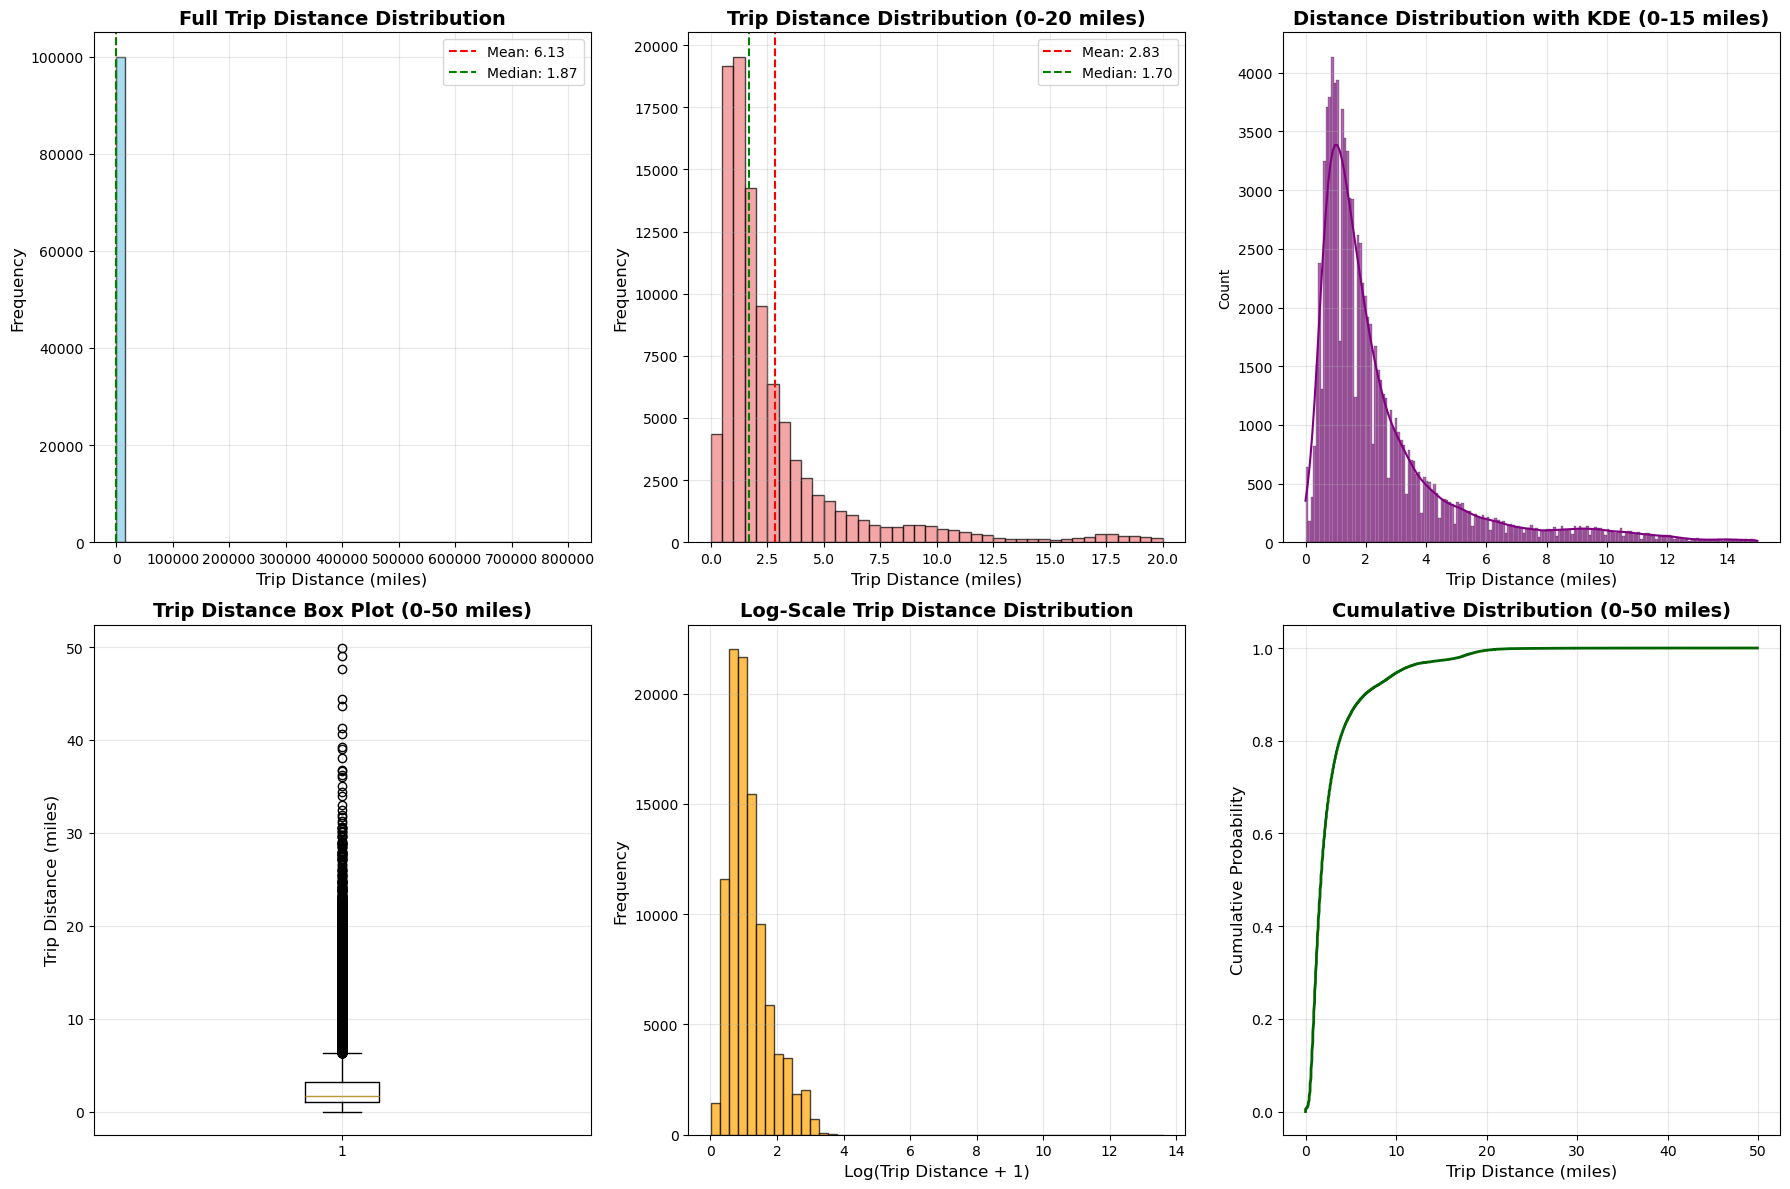 Full Trip Distance Distribution
100000
80000
60000
40000
20000
0
Frequency
Mean: 6.13
Median: 1.87
0 100000 200000 300000 400000 500000 600000 700000 800000
Trip Distance (miles)
Trip Distance Distribution (0-20 miles)
20000
17500
15000
12500
10000
7500
5000
2500
0
Frequency
Mean: 2.83
Median: 1.70
0.0 2.5 5.0 7.5 10.0 12.5 15.0 17.5 20.0
Trip Distance (miles)
Distance Distribution with KDE (0-15 miles)
4000
3500
3000
2500
2000
1500
1000
500
0
Count
0 2 4 6 8 10 12 14
Trip Distance (miles)
Trip Distance Box Plot (0-50 miles)
50
40
30
20
10
0
Trip Distance (miles)
1
Log-Scale Trip Distance Distribution
20000
15000
10000
5000
0
Frequency
0 2 4 6 8 10 12 14
Log(Trip Distance + 1)
Cumulative Distribution (0-50 miles)
1.0
0.8
0.6
0.4
0.2
0.0
Cumulative Probability
0 10 20 30 40 50
Trip Distance (miles)